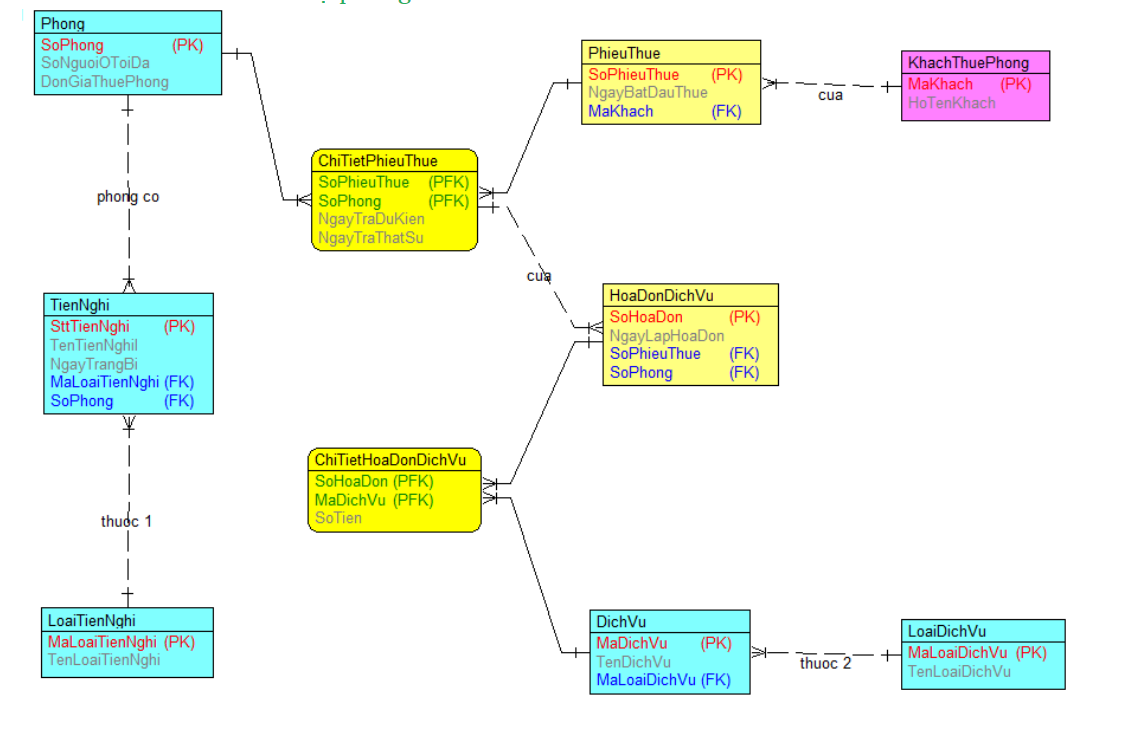 Phong
SoPhong (PK)
SoNguoiOToiDa
DonGiaThuePhong
PhieuThue
SoPhieuThue (PK)
NgayBatDauThue
MaKhach (FK)
cua
KhachThuePhong
MaKhach (PK)
HoTenKhach
ChiTietPhieuThue
SoPhieuThue (PFK)
SoPhong (PFK)
NgayTraDuKien
NgayTraThatSu
phong co
cua
TienNghi
SttTienNghi (PK)
TenTienNghil
NgayTrangBi
MaLoaiTienNghi (FK)
SoPhong (FK)
HoaDonDichVu
SoHoaDon (PK)
NgayLapHoaDon
SoPhieuThue (FK)
SoPhong (FK)
ChiTietHoaDonDichVu
SoHoaDon (PFK)
MaDichVu (PFK)
SoTien
thuoc 1
LoaiTienNghi
MaLoaiTienNghi (PK)
TenLoaiTienNghi
DichVu
MaDichVu (PK)
TenDichVu
MaLoaiDichVu (FK)
thuoc 2
LoaiDichVu
MaLoaiDichVu (PK)
TenLoaiDichVu